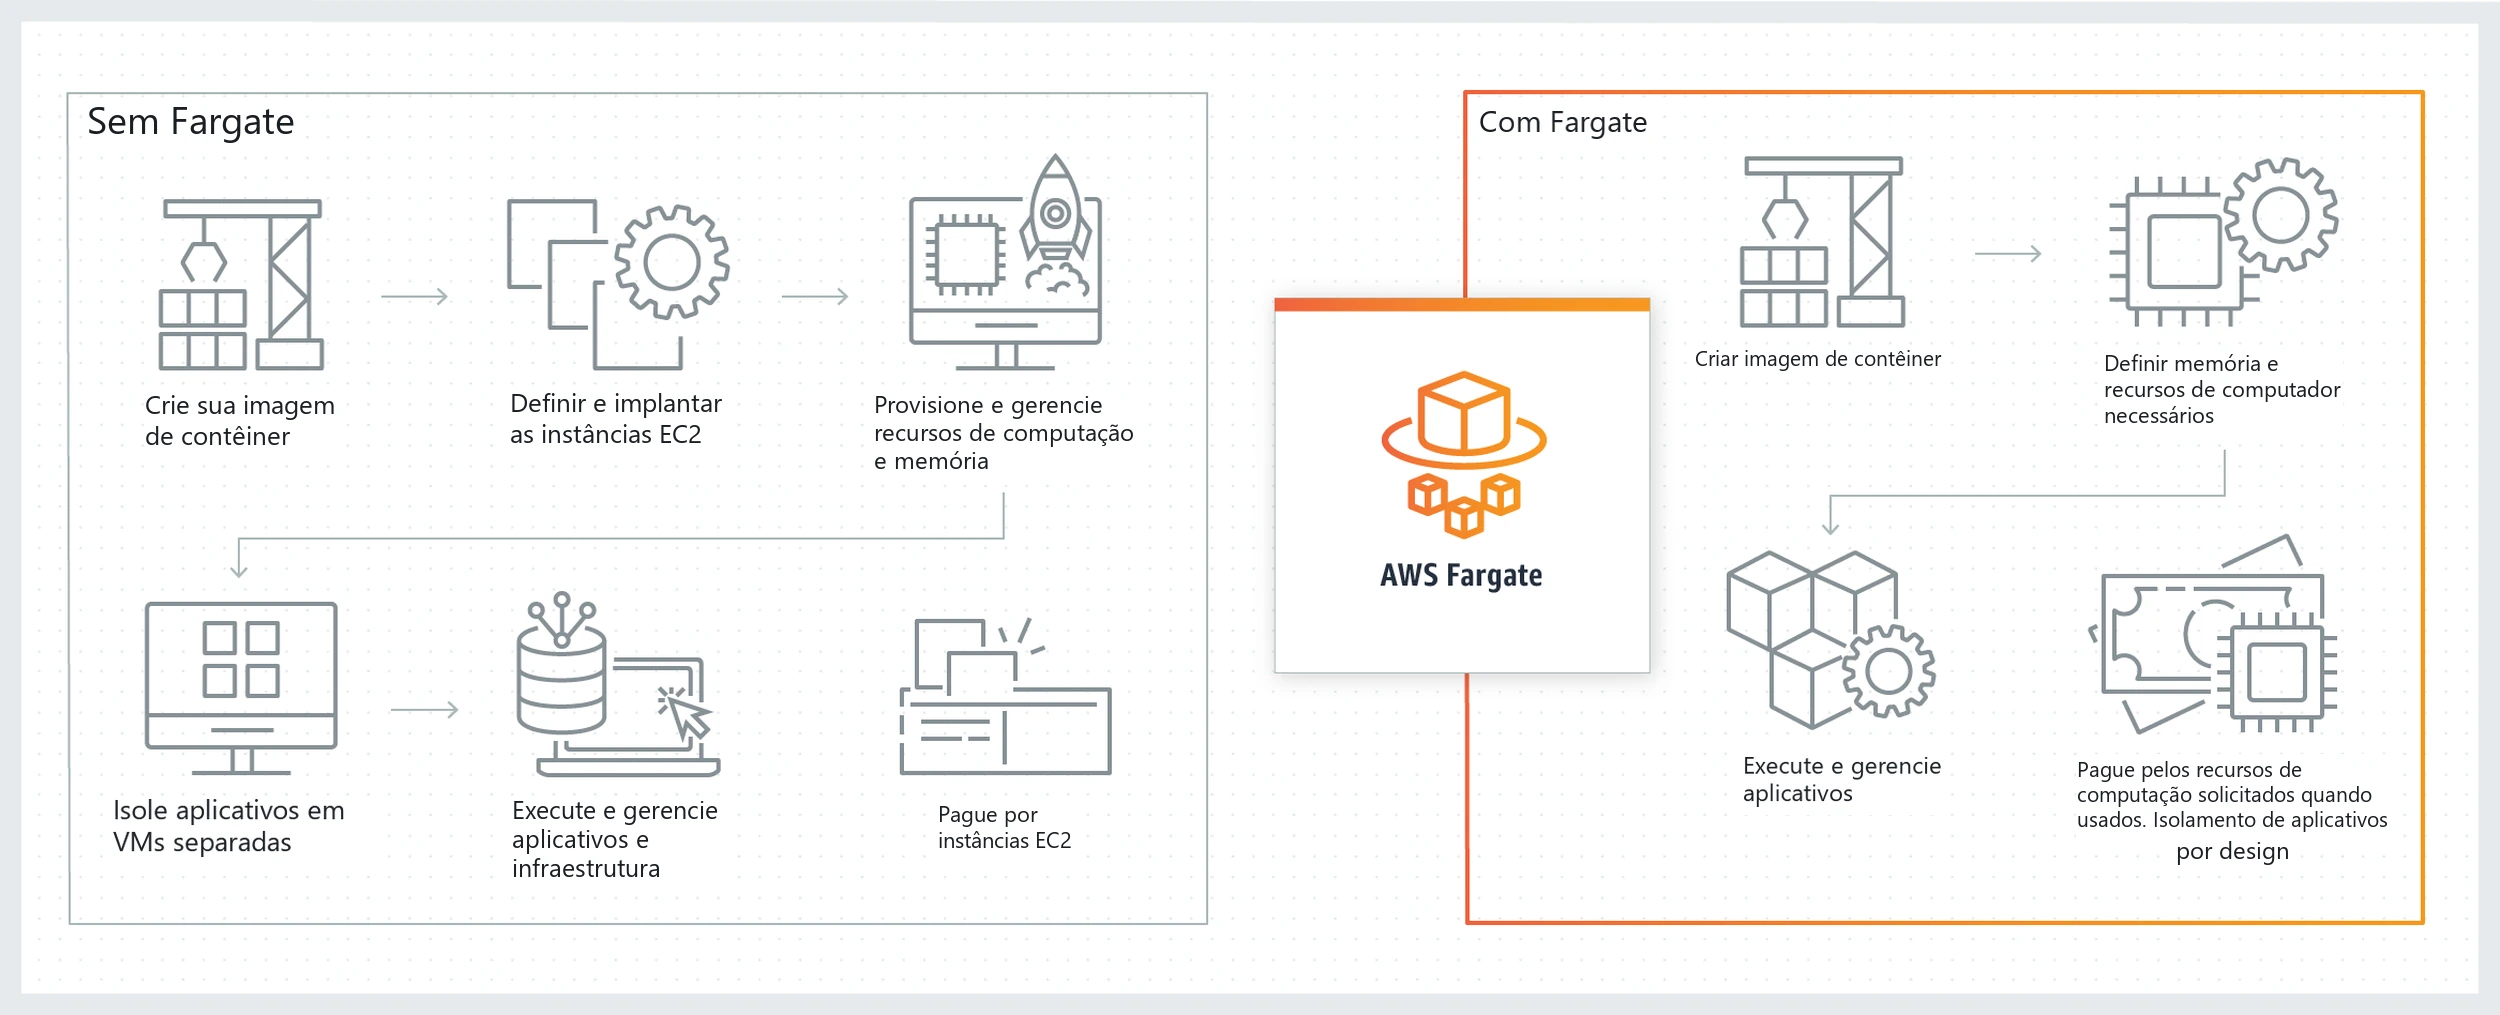 Sem Fargate
Crie sua imagem
de contêiner
Definir e implantar
as instâncias EC2
Provisione e gerencie
recursos de computação
e memória
Isole aplicativos em
VMs separadas
Execute e gerencie
aplicativos e
infraestrutura
Pague por
instâncias EC2
AWS Fargate
Com Fargate
Criar imagem de contêiner
Definir memória e
recursos de computador
necessários
Execute e gerencie
aplicativos
Pague pelos recursos de
computação solicitados quando
usados. Isolamento de aplicativos
por design